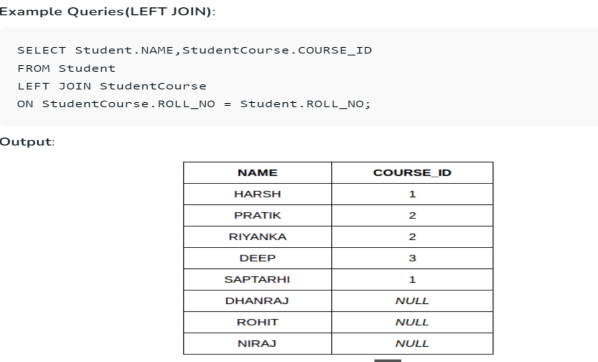 Example Queries(LEFT JOIN):
SELECT Student.NAME,StudentCourse.COURSE_ID
FROM Student
LEFT JOIN StudentCourse
ON StudentCourse.ROLL_NO = Student.ROLL_NO;
Output:
NAME COURSE_ID
HARSH 1
PRATIK 2
RIYANKA 2
DEEP 3
SAPTARHI 1
DHANRAJ NULL
ROHIT NULL
NIRAJ NULL